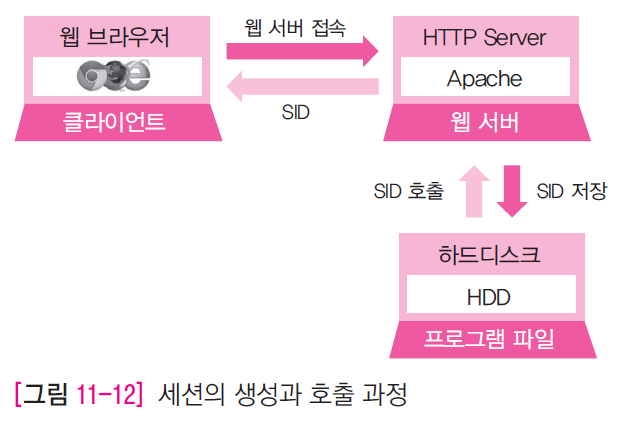 웹 브라우저
클라이언트
웹 서버 접속
SID
HTTP Server
Apache
웹 서버
SID 호출
SID 저장
하드디스크
HDD
프로그램 파일
[그림 11-12] 세션의 생성과 호출 과정